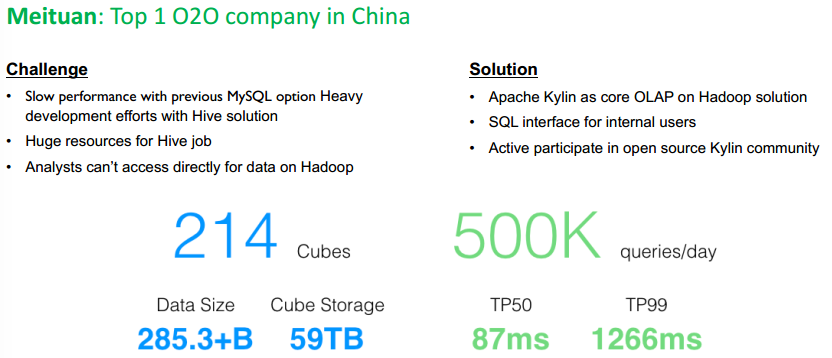 Meituan: Top 1 O2O company in China
Challenge
• Slow performance with previous MySQL option Heavy
development efforts with Hive solution
• Huge resources for Hive job
• Analysts can't access directly for data on Hadoop
Solution
• Apache Kylin as core OLAP on Hadoop solution
• SQL interface for internal users
• Active participate in open source Kylin community
214 Cubes
Data Size Cube Storage
285.3+B 59TB
500K queries/day
TP50 TP99
87ms 1266ms